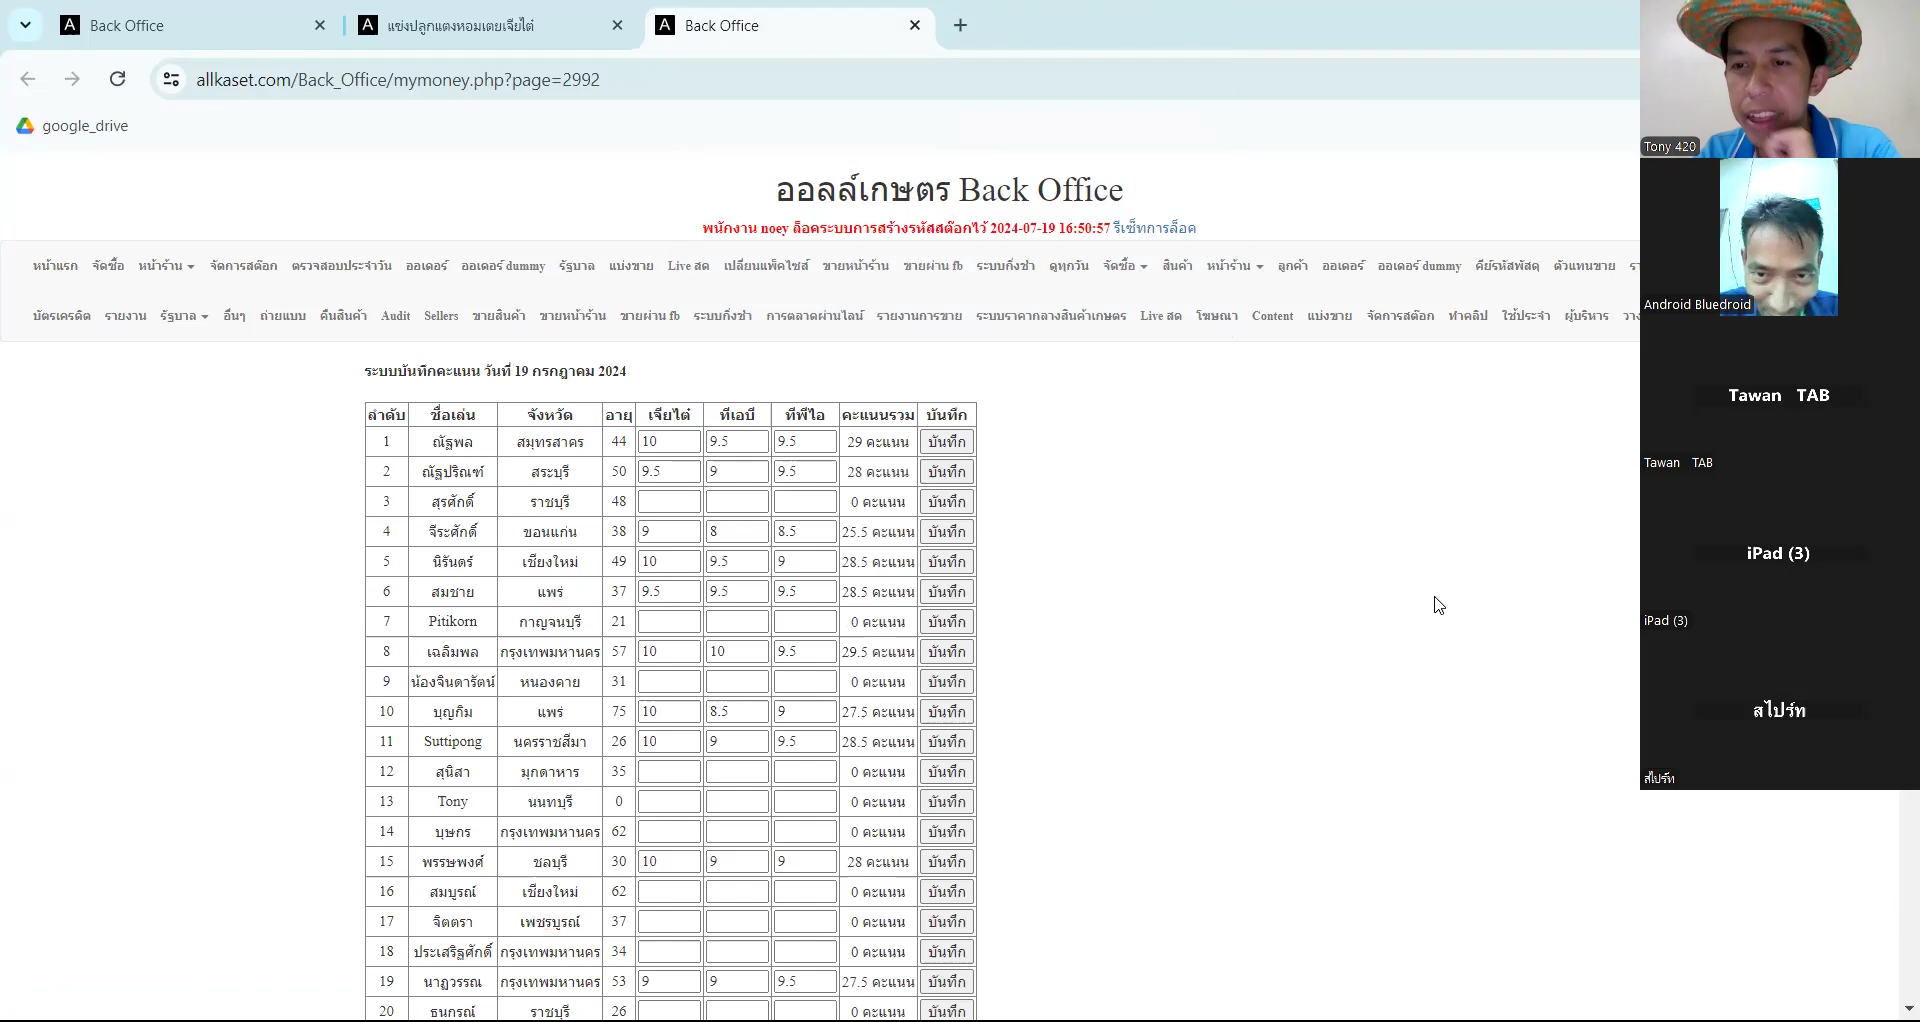 Back Office
แข่งปลูกแตงหอมเตยเจียไต๋
Back Office
allkaset.com/Back_Office/mymoney.php?page=2992
google_drive
ออลล์เกษตร Back Office
พนักงาน noey ล็อคระบบการสร้างรหัสสต๊อกไว้ 2024-07-19 16:50:57 รีเซ็ทการล็อค
หน้าแรก จัดซื้อ หน้าร้าน จัดการสต๊อก ตรวจสอบประจำวัน ออเดอร์ ออเดอร์ dummy รัฐบาล แบ่งขาย Live สด เปลี่ยนแพ็คไซส์ ขายหน้าร้าน ขายผ่าน fb ระบบกิ่งชำ ดูทุกวัน จัดซื้อ สินค้า หน้าร้าน ลูกค้า ออเดอร์ ออเดอร์ dummy คีย์รหัสพัสดุ ตัวแทนขาย
บัตรเครดิต รายงาน รัฐบาล อื่นๆ ถ่ายแบบ คืนสินค้า Audit Sellers ขายสินค้า ขายหน้าร้าน ขายผ่าน fb ระบบกิ่งชำ การตลาดผ่านไลน์ รายงานการขาย ระบบราคากลางสินค้าเกษตร Live สด โฆษณา Content แบ่งขาย จัดการสต๊อก ทำคลิป ใช้ประจำ ผู้บริหาร
ระบบบันทึกคะแนน วันที่ 19 กรกฎาคม 2024
ลำดับ ชื่อเล่น จังหวัด อายุ เจียไต๋ ทีเอบี ทีพีไอ คะแนนรวม บันทึก
1 ณัฐพล สมุทรสาคร 44 10 9.5 9.5 29 คะแนน บันทึก
2 ณัฐปริณฑ์ สระบุรี 50 9.5 9 9.5 28 คะแนน บันทึก
3 สุรศักดิ์ ราชบุรี 48 0 คะแนน บันทึก
4 จีระศักดิ์ ขอนแก่น 38 9 8 8.5 25.5 คะแนน บันทึก
5 นิรันดร์ เชียงใหม่ 49 10 9.5 9 28.5 คะแนน บันทึก
6 สมชาย แพร่ 37 9.5 9.5 9.5 28.5 คะแนน บันทึก
7 Pitikorn กาญจนบุรี 21 0 คะแนน บันทึก
8 เฉลิมพล กรุงเทพมหานคร 57 10 10 9.5 29.5 คะแนน บันทึก
9 น้องจินดารัตน์ หนองคาย 31 0 คะแนน บันทึก
10 บุญกิม แพร่ 75 10 8.5 9 27.5 คะแนน บันทึก
11 Suttipong นครราชสีมา 26 10 9 9.5 28.5 คะแนน บันทึก
12 สุนิสา มุกดาหาร 35 0 คะแนน บันทึก
13 Tony นนทบุรี 0 0 คะแนน บันทึก
14 บุษกร กรุงเทพมหานคร 62 0 คะแนน บันทึก
15 พรรษพงศ์ ชลบุรี 30 10 9 9 28 คะแนน บันทึก
16 สมบูรณ์ เชียงใหม่ 62 0 คะแนน บันทึก
17 จิตตรา เพชรบูรณ์ 37 0 คะแนน บันทึก
18 ประเสริฐศักดิ์ กรุงเทพมหานคร 34 0 คะแนน บันทึก
19 นาฏวรรณ กรุงเทพมหานคร 53 9 9 9.5 27.5 คะแนน บันทึก
20 ธนกรณ์ ราชบุรี 26 0 คะแนน บันทึก
Tony 420
Android Bluedroid
Tawan TAB
Tawan TAB
iPad (3)
iPad (3)
สไปร์ท
สไปร์ท